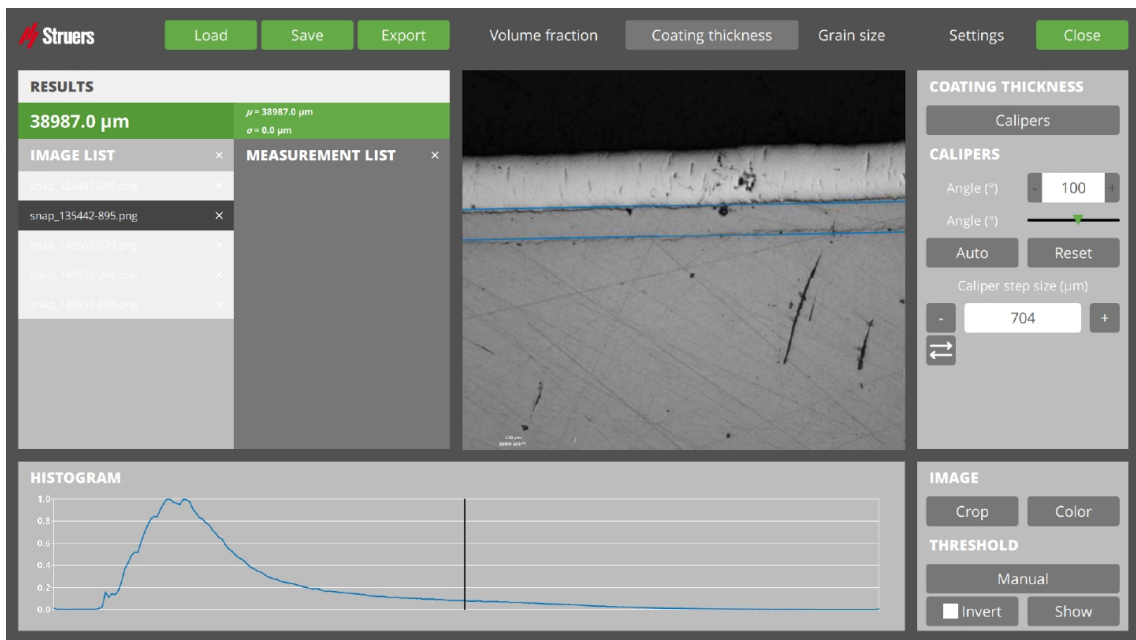 Struers
Load
Save
Export
Volume fraction
Coating thickness
Grain size
Settings
Close
RESULTS
38987.0 µm
µ = 38987.0 µm
σ = 0.0 µm
IMAGE LIST ×
MEASUREMENT LIST ×
snap_124407-099.png ×
snap_135442-895.png ×
COATING THICKNESS
Calipers
CALIPERS
Angle (°) - 100 +
Angle (°)
Auto
Reset
Caliper step size (µm)
- 704 +
HISTOGRAM
1.0
0.8
0.6
0.4
0.2
0.0
IMAGE
Crop
Color
THRESHOLD
Manual
Invert
Show